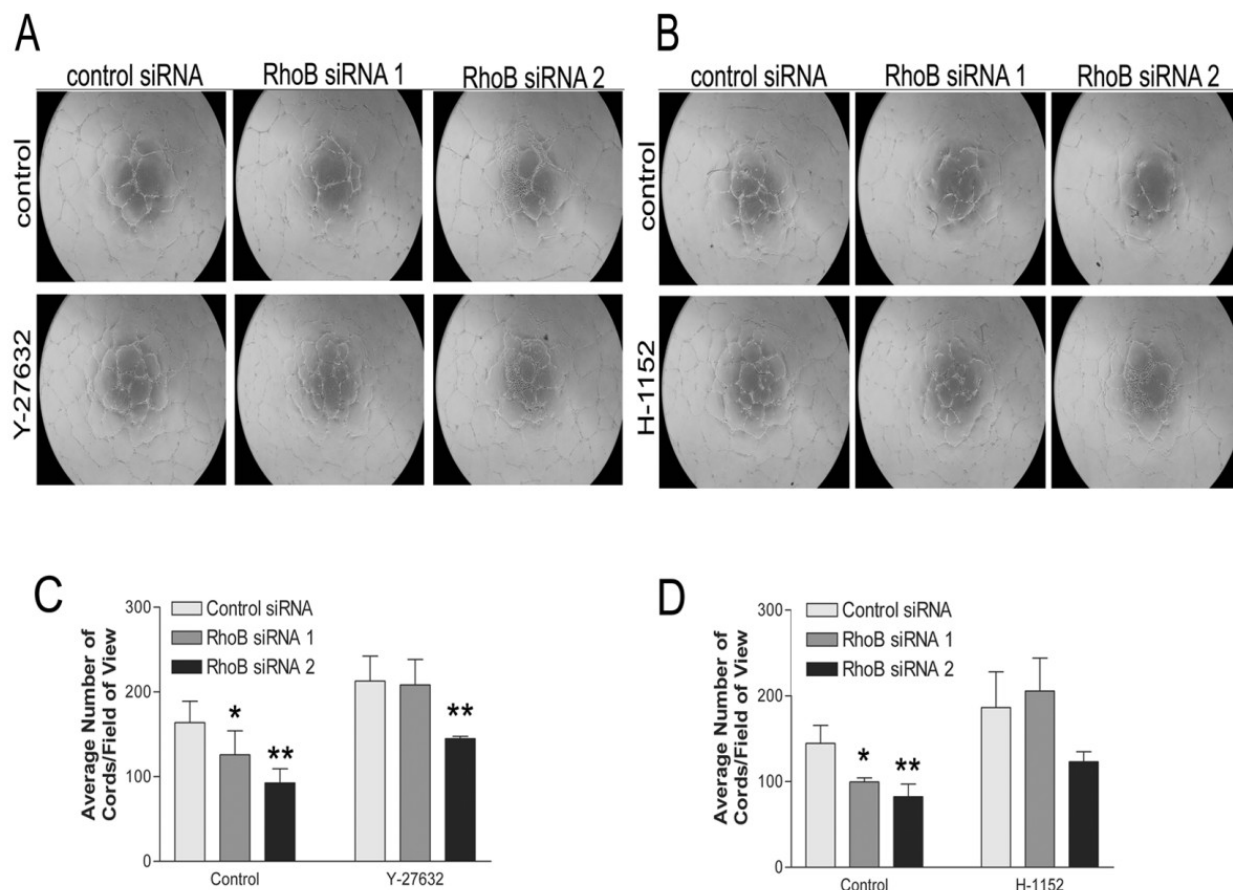 A
control siRNA RhoB siRNA 1 RhoB siRNA 2
control
Y-27632
B
control siRNA RhoB siRNA 1 RhoB siRNA 2
control
H-1152
C
Average Number of
Cords/Field of View
300
200
100
0
Control siRNA
RhoB siRNA 1
RhoB siRNA 2
*
**
**
Control Y-27632
D
Average Number of
Cords/Field of View
300
200
100
0
Control siRNA
RhoB siRNA 1
RhoB siRNA 2
*
**
Control H-1152